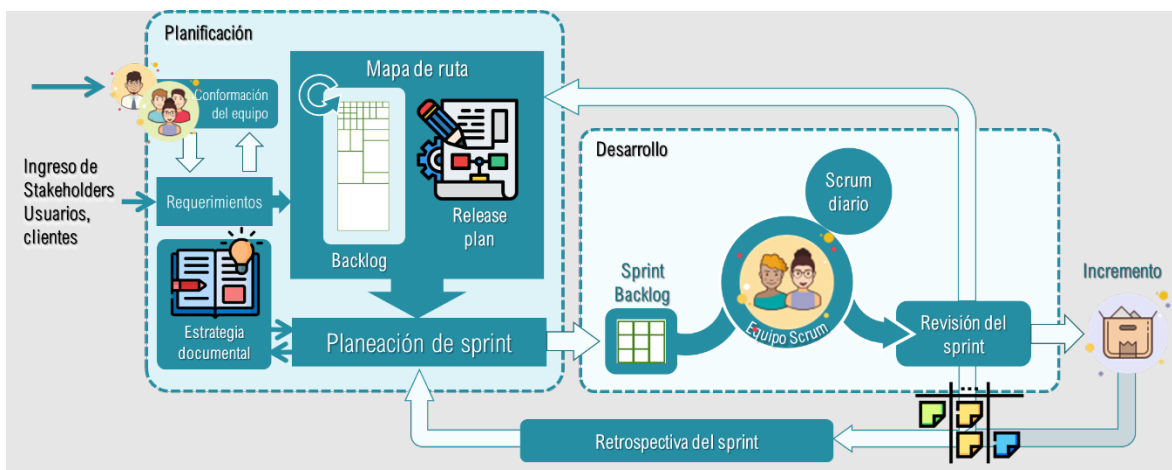 Planificación
Mapa de ruta
Conformación
del equipo
Ingreso de
Stakeholders
Usuarios,
clientes
Requerimientos
Backlog
Release
plan
Estrategia
documental
Planeación de sprint
Desarrollo
Scrum
diario
Sprint
Backlog
Equipo Scrum
Revisión del
sprint
Incremento
...
Retrospectiva del sprint